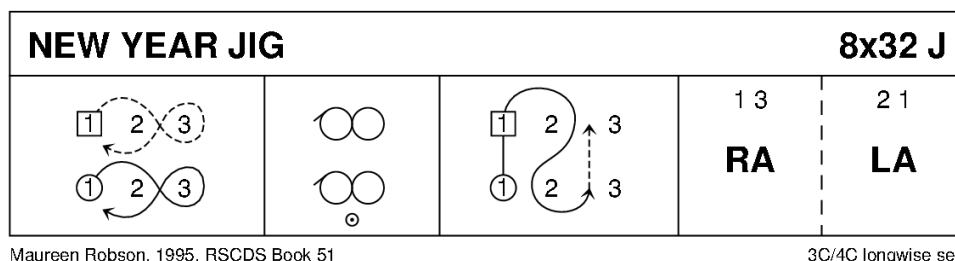 NEW YEAR JIG 8x32 J
1 2 3
1 2 3
1 2 3
1 2 3
1 3
RA
2 1
LA
Maureen Robson, 1995, RSCDS Book 51 3C/4C longwise se